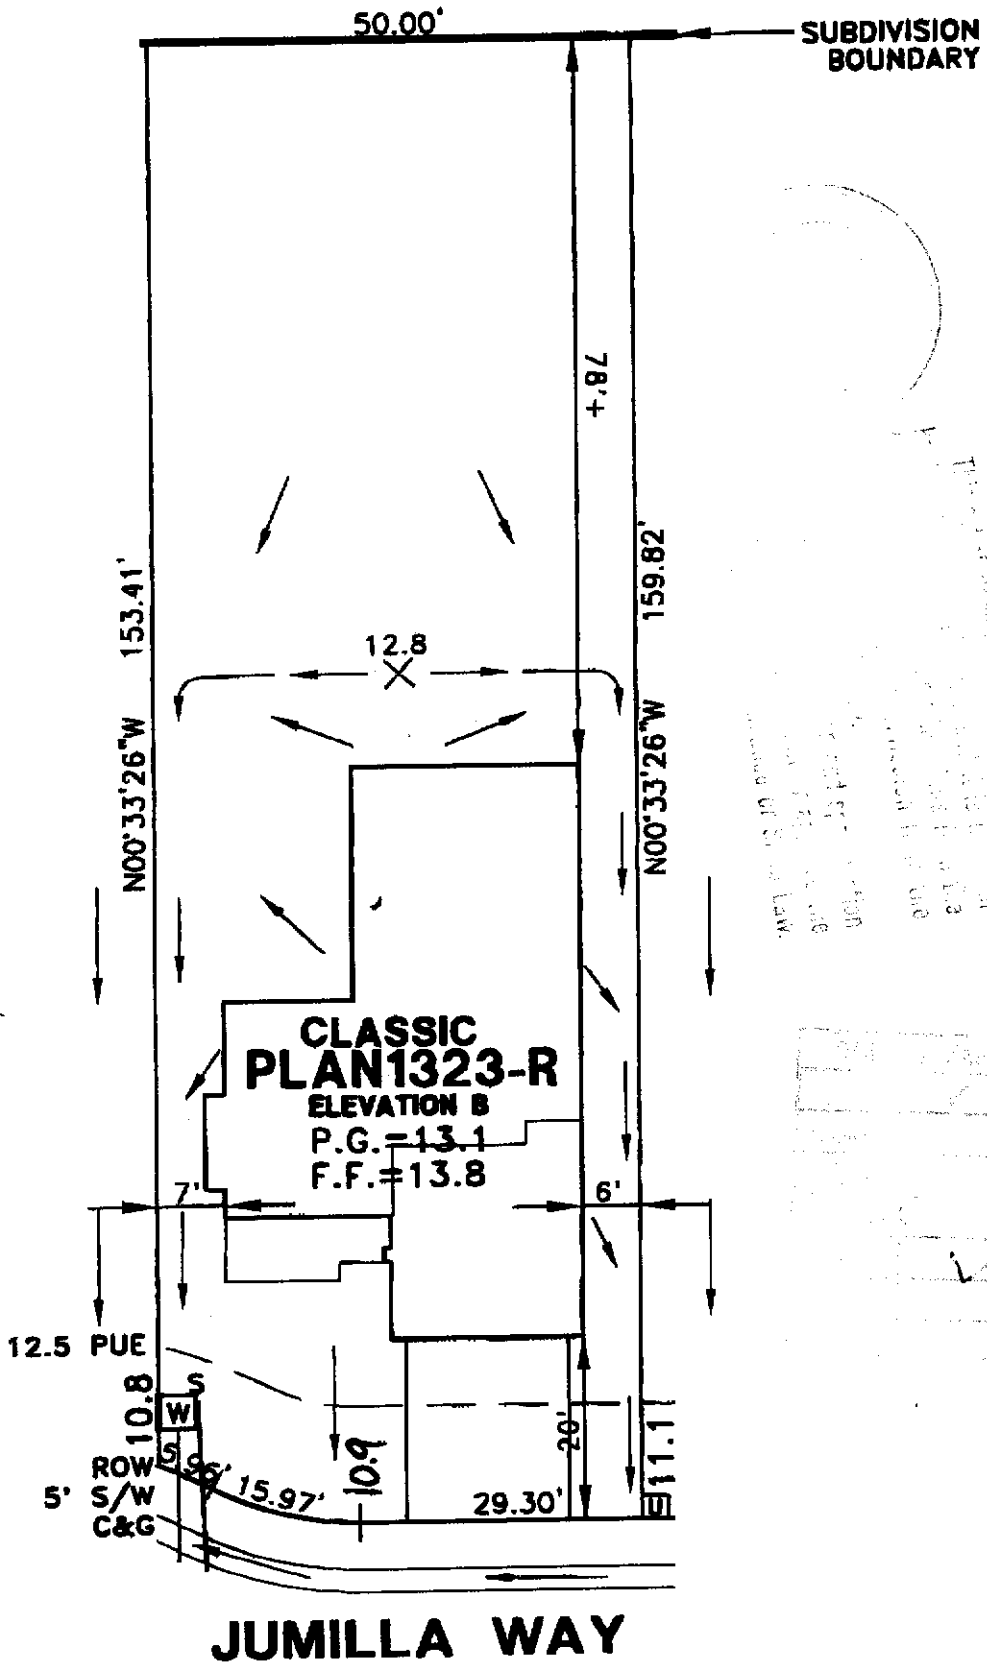 50.00'
SUBDIVISION
BOUNDARY
78'+
153.41'
159.82'
12.8
N00°33'26"W
N00°33'26"W
CLASSIC
PLAN1323-R
ELEVATION B
P.G.=13.1
F.F.=13.8
7'
6'
12.5 PUE
10.8
S
W
S
ROW
5' S/W
C&G
15.97'
10.9
29.30'
20'
E
11.1
JUMILLA WAY